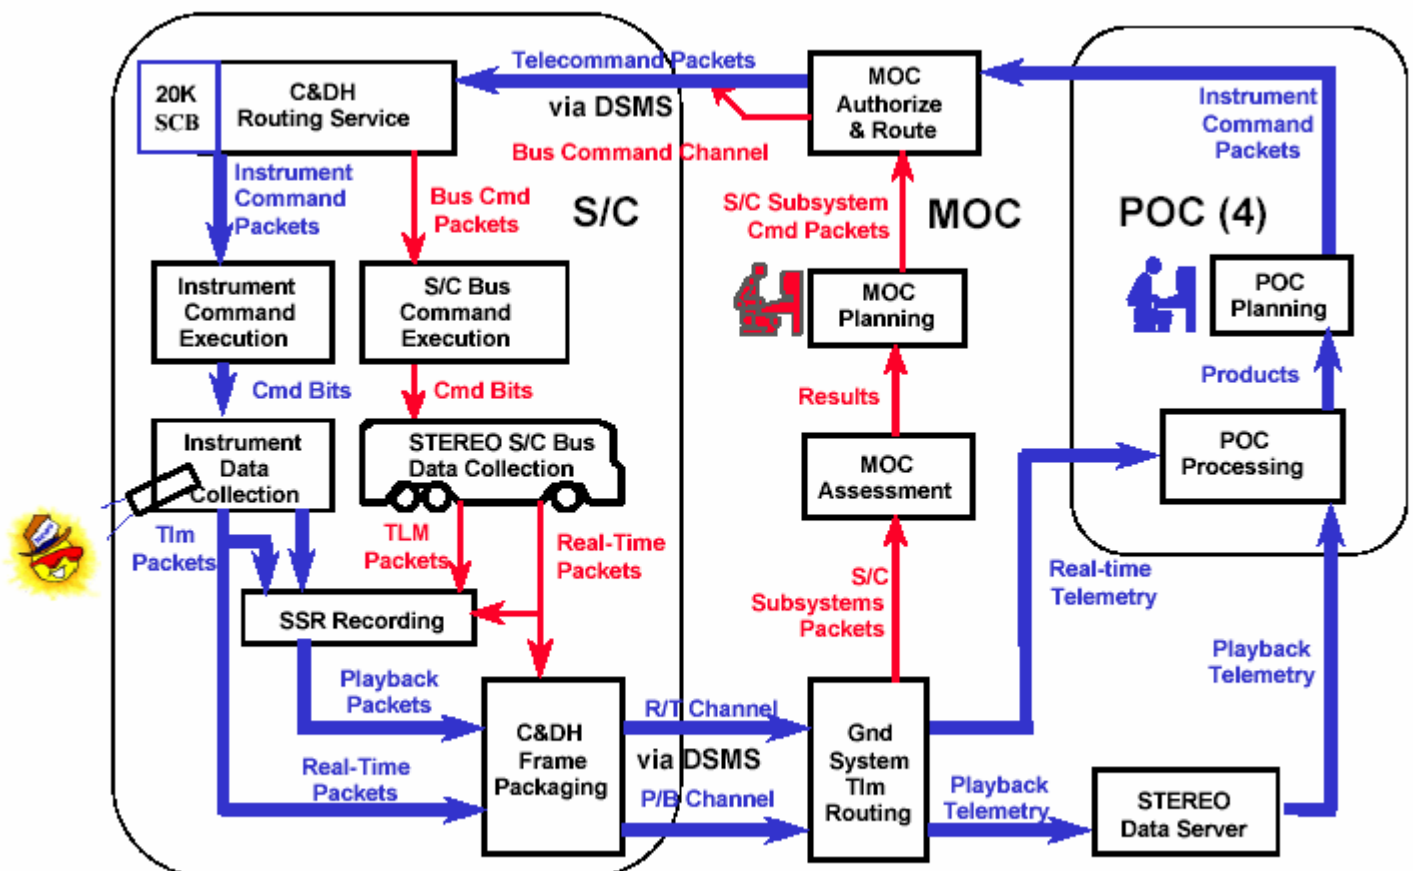 20K
SCB
C&DH
Routing Service
Telecommand Packets
via DSMS
Bus Command Channel
MOC
Authorize
& Route
Instrument
Command
Packets
Instrument
Command
Packets
Bus Cmd
Packets
S/C
S/C Subsystem
Cmd Packets
MOC
POC (4)
Instrument
Command
Execution
S/C Bus
Command
Execution
MOC
Planning
POC
Planning
Cmd Bits
Cmd Bits
Results
Products
Instrument
Data
Collection
STEREO S/C Bus
Data Collection
MOC
Assessment
POC
Processing
Tlm
Packets
TLM
Packets
Real-Time
Packets
S/C
Subsystems
Packets
Real-time
Telemetry
SSR Recording
Playback
Packets
Playback
Telemetry
C&DH
Frame
Packaging
R/T Channel
via DSMS
P/B Channel
Gnd
System
Tlm
Routing
Real-Time
Packets
Playback
Telemetry
STEREO
Data Server